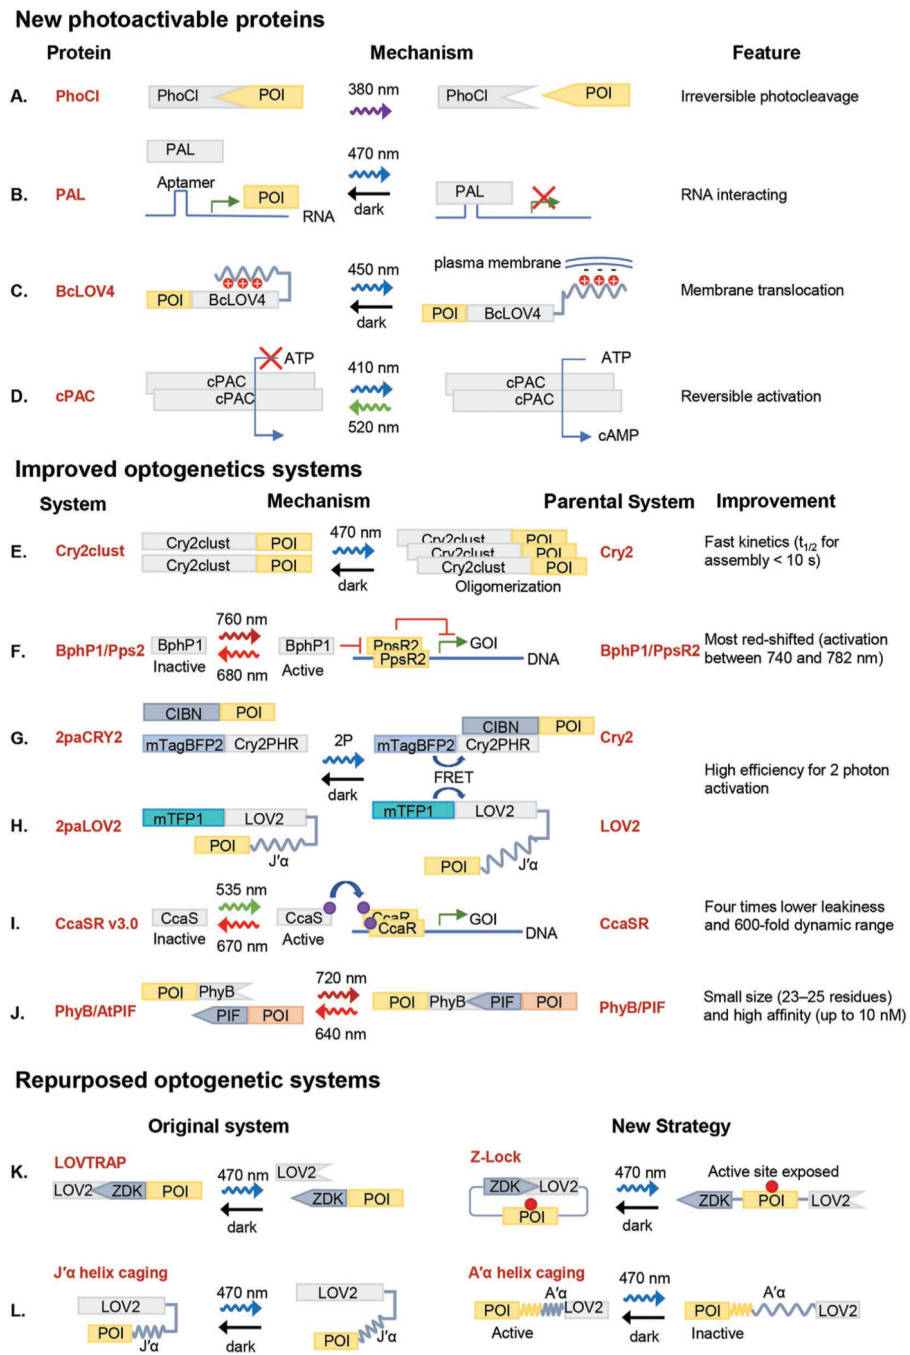 New photoactivable proteins
Protein Mechanism Feature
A. PhoCl PhoCl POI 380 nm PhoCl POI Irreversible photocleavage
PAL
470 nm
B. PAL Aptamer POI RNA dark PAL RNA interacting
plasma membrane
- - -
450 nm
+ + + + + +
C. BcLOV4 POI BcLOV4 dark POI BcLOV4 Membrane translocation
ATP ATP
410 nm
cPAC cPAC
D. cPAC cPAC cPAC Reversible activation
520 nm
cAMP
Improved optogenetics systems
System Mechanism Parental System Improvement
470 nm
E. Cry2clust Cry2clust POI Cry2clust POI Cry2 Fast kinetics (t1/2 for
Cry2clust POI Cry2clust POI assembly < 10 s)
Cry2clust POI
dark Oligomerization
760 nm
F. BphP1/Pps2 BphP1 BphP1 PpsR2 GOI BphP1/PpsR2 Most red-shifted (activation
Inactive Active PpsR2 DNA between 740 and 782 nm)
680 nm
CIBN POI CIBN POI
G. 2paCRY2 mTagBFP2 Cry2PHR 2P mTagBFP2 Cry2PHR Cry2
FRET
dark
High efficiency for 2 photon
activation
H. 2paLOV2 mTFP1 LOV2 mTFP1 LOV2 LOV2
POI J'α POI J'α
535 nm
I. CcaSR v3.0 CcaS CcaS CcaR GOI CcaSR Four times lower leakiness
Inactive Active CcaR DNA and 600-fold dynamic range
670 nm
720 nm
J. PhyB/AtPIF POI PhyB POI PhyB PIF POI PhyB/PIF Small size (23–25 residues)
PIF POI and high affinity (up to 10 nM)
640 nm
Repurposed optogenetic systems
Original system New Strategy
K. LOVTRAP Z-Lock
LOV2 ZDK POI 470 nm LOV2 ZDK LOV2 470 nm Active site exposed
dark ZDK POI POI dark ZDK POI LOV2
J'α helix caging A'α helix caging
L. LOV2 470 nm LOV2 A'α 470 nm A'α
POI J'α dark POI J'α POI LOV2 dark POI LOV2
Active Inactive